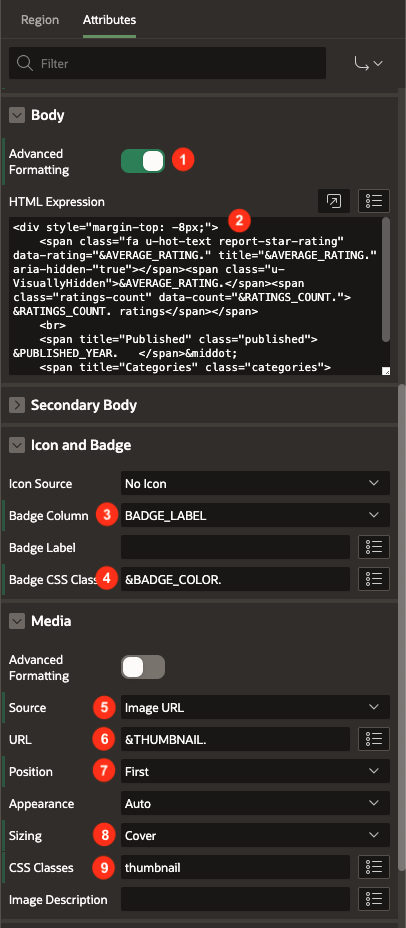 Region Attributes
Filter
Body
Advanced
Formatting
1
HTML Expression
2
<div style="margin-top: -8px;">
<span class="fa u-hot-text report-star-rating"
data-rating="&AVERAGE_RATING." title="&AVERAGE_RATING."
aria-hidden-"true"></span><span class="u-
VisuallyHidden">&AVERAGE_RATING.</span><span
class="ratings-count" data-count="&RATINGS_COUNT.">
&RATINGS_COUNT. ratings</span></span>
<br>
<span title="Published" class="published">
&PUBLISHED_YEAR. </span>&middot;
<span title="Categories" class="categories">
Secondary Body
Icon and Badge
Icon Source No Icon
Badge Column 3 BADGE_LABEL
Badge Label
Badge CSS Class 4 &BADGE_COLOR.
Media
Advanced
Formatting
Source 5 Image URL
URL 6 &THUMBNAIL.
Position 7 First
Appearance Auto
Sizing 8 Cover
CSS Classes 9 thumbnail
Image Description